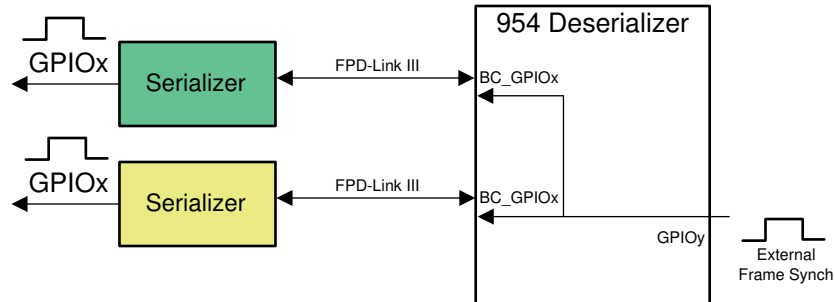 954 Deserializer
GPIOx
Serializer
FPD-Link III
BC_GPIOx
GPIOx
Serializer
FPD-Link III
BC_GPIOx
GPIOy
External
Frame Synch